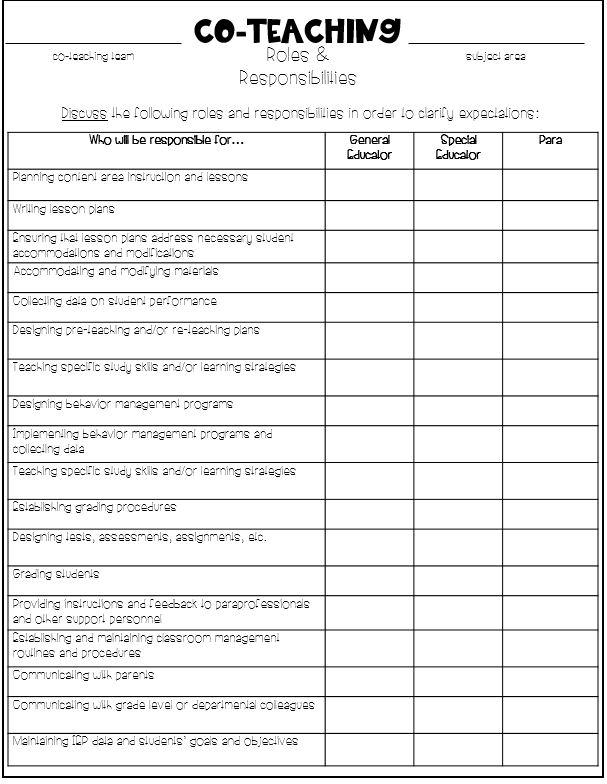 CO-TEACHING
co-teaching team
Roles &
subject area
Responsibilities
Discuss the following roles and responsibilities in order to clarify expectations:
Who will be responsible for...
General Educator
Special Educator
Para
Planning content area instruction and lessons
Writing lesson plans
Ensuring that lesson plans address necessary student
accommodations and modifications
Accommodating and modifying materials
Collecting data on student performance
Designing pre-teaching and/or re-teaching plans
Teaching specific study skills and/or learning strategies
Designing behavior management programs
Implementing behavior management programs and
collecting data
Teaching specific study skills and/or learning strategies
Establishing grading procedures
Designing tests, assessments, assignments, etc.
Grading students
Providing instructions and feedback to paraprofessionals
and other support personnel
Establishing and maintaining classroom management
routines and procedures
Communicating with parents
Communicating with grade level or departmental colleagues
Maintaining IEP data and students' goals and objectives